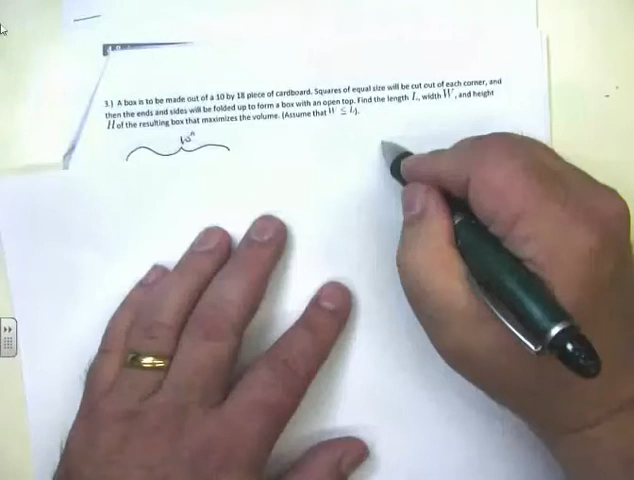 3.) A box is to be made out of a 10 by 18 piece of cardboard. Squares of equal size will be cut out of each corner, and
then the ends and sides will be folded up to form a box with an open top. Find the length L, width W, and height
H of the resulting box that maximizes the volume. (Assume that W ≤ L).
10"